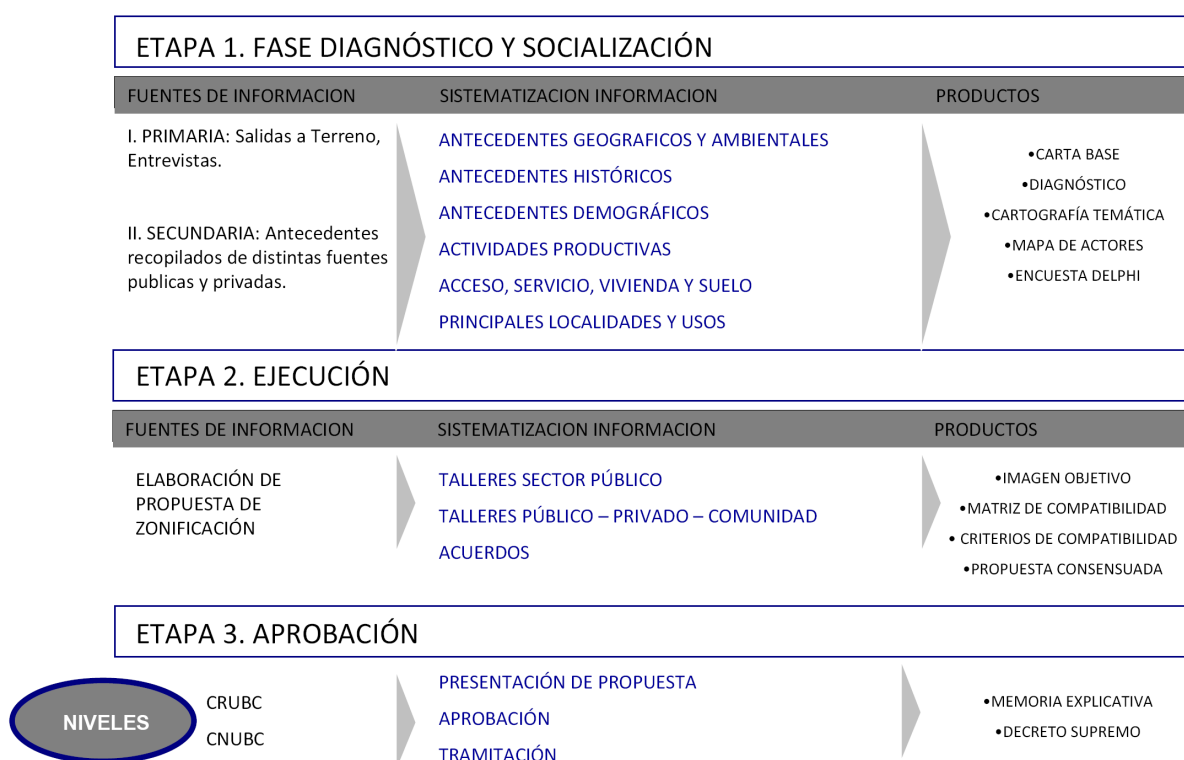 ETAPA 1. FASE DIAGNÓSTICO Y SOCIALIZACIÓN
FUENTES DE INFORMACION
SISTEMATIZACION INFORMACION
PRODUCTOS
I. PRIMARIA: Salidas a Terreno,
Entrevistas.
II. SECUNDARIA: Antecedentes
recopilados de distintas fuentes
publicas y privadas.
ANTECEDENTES GEOGRAFICOS Y AMBIENTALES
ANTECEDENTES HISTÓRICOS
ANTECEDENTES DEMOGRÁFICOS
ACTIVIDADES PRODUCTIVAS
ACCESO, SERVICIO, VIVIENDA Y SUELO
PRINCIPALES LOCALIDADES Y USOS
•CARTA BASE
•DIAGNÓSTICO
•CARTOGRAFÍA TEMÁTICA
•MAPA DE ACTORES
•ENCUESTA DELPHI
ETAPA 2. EJECUCIÓN
FUENTES DE INFORMACION
SISTEMATIZACION INFORMACION
PRODUCTOS
ELABORACIÓN DE
PROPUESTA DE
ZONIFICACIÓN
TALLERES SECTOR PÚBLICO
TALLERES PÚBLICO – PRIVADO – COMUNIDAD
ACUERDOS
•IMAGEN OBJETIVO
•MATRIZ DE COMPATIBILIDAD
• CRITERIOS DE COMPATIBILIDAD
•PROPUESTA CONSENSUADA
ETAPA 3. APROBACIÓN
NIVELES
CRUBC
CNUBC
PRESENTACIÓN DE PROPUESTA
APROBACIÓN
TRAMITACIÓN
•MEMORIA EXPLICATIVA
•DECRETO SUPREMO